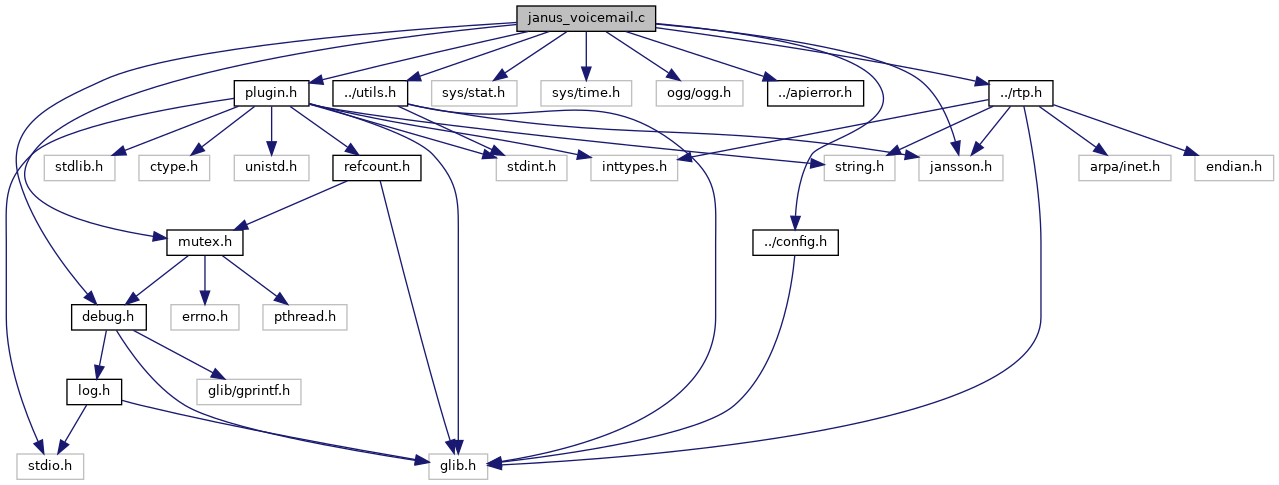 janus_voicemail.c
plugin.h
../utils.h
sys/stat.h
sys/time.h
ogg/ogg.h
../apierror.h
../rtp.h
stdlib.h
ctype.h
unistd.h
refcount.h
stdint.h
inttypes.h
string.h
jansson.h
arpa/inet.h
endian.h
mutex.h
../config.h
debug.h
errno.h
pthread.h
log.h
glib/gprintf.h
stdio.h
glib.h